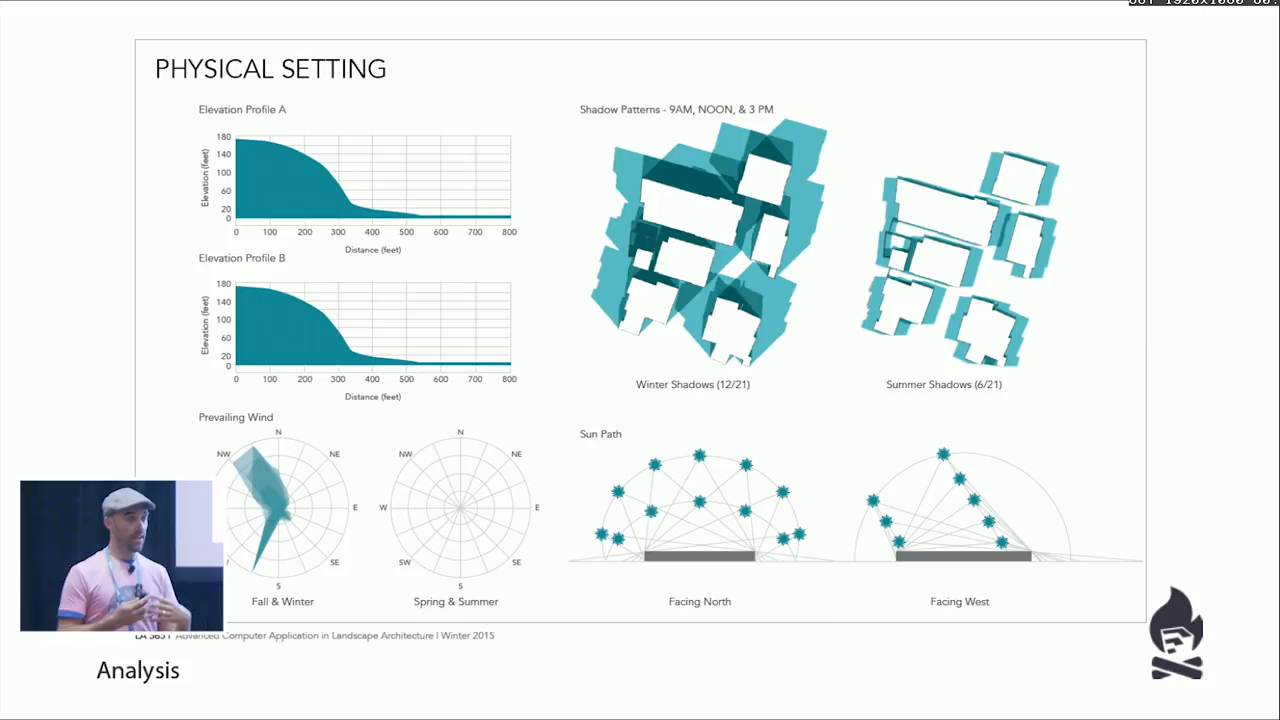 PHYSICAL SETTING
Elevation Profile A
180
140
100
60
20
0
Elevation (feet)
0 100 200 300 400 500 600 700 800
Distance (feet)
Elevation Profile B
180
140
100
60
20
0
Elevation (feet)
0 100 200 300 400 500 600 700 800
Distance (feet)
Prevailing Wind
N
NW NE
E
SE
S
Fall & Winter
N
NW NE
W E
SW SE
S
Spring & Summer
Shadow Patterns - 9AM, NOON, & 3 PM
Winter Shadows (12/21)
Summer Shadows (6/21)
Sun Path
Facing North
Facing West
Advanced Computer Application in Landscape Architecture | Winter 2015
Analysis